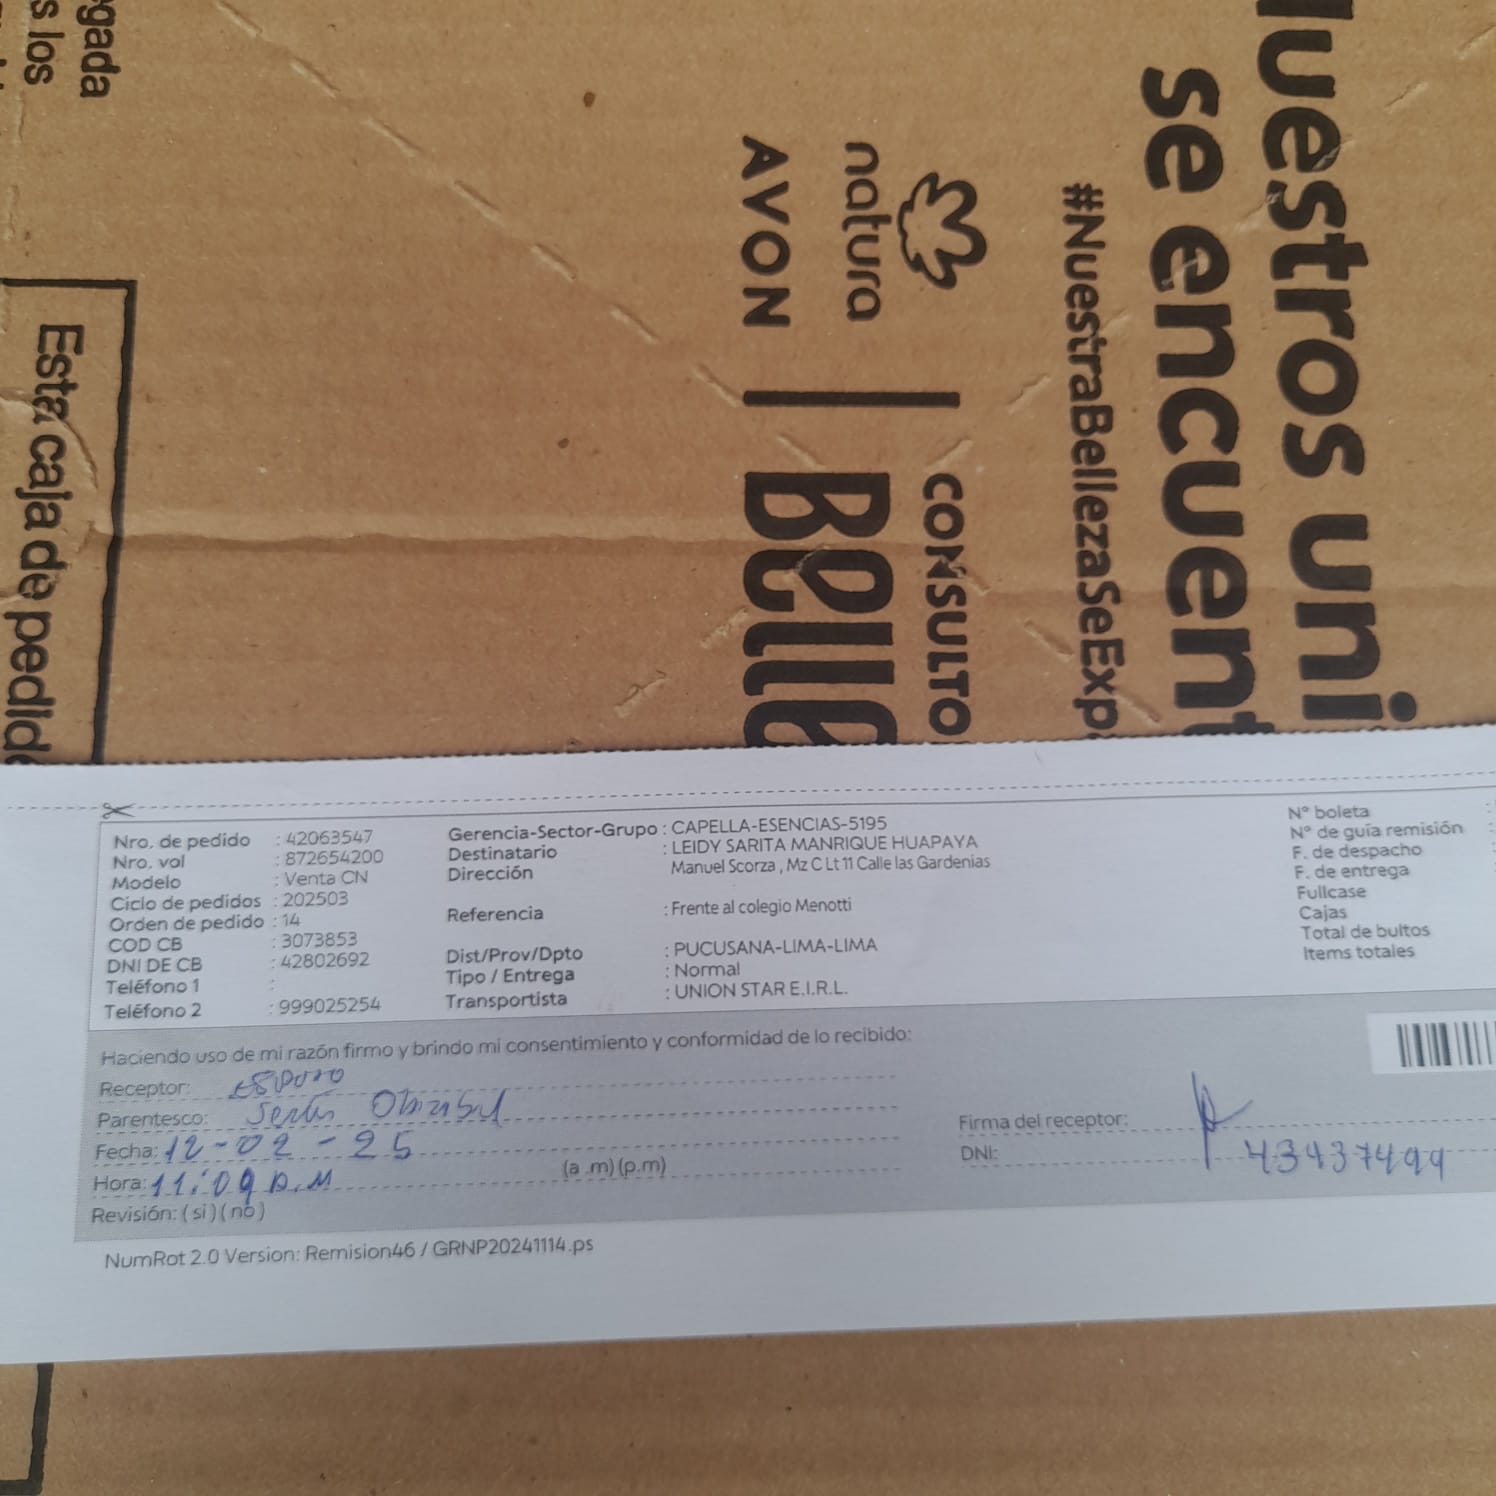 egada
s los
Esta caja de pedid
natura
AVON
CONSULTO
Belle
#NuestraBellezaSeExp
Nuestros uni
se encuent
Nro. de pedido : 42063547
Nro. vol : 872654200
Modelo : Venta CN
Ciclo de pedidos : 202503
Orden de pedido : 14
COD CB : 3073853
DNI DE CB : 42802692
Teléfono 1 :
Teléfono 2 : 999025254
Gerencia-Sector-Grupo : CAPELLA-ESENCIAS-5195
Destinatario : LEIDY SARITA MANRIQUE HUAPAYA
Dirección Manuel Scorza , Mz C Lt 11 Calle las Gardenias
Referencia : Frente al colegio Menotti
Dist/Prov/Dpto : PUCUSANA-LIMA-LIMA
Tipo / Entrega : Normal
Transportista : UNION STAR E.I.R.L.
N° boleta :
N° de guía remisión :
F. de despacho
F. de entrega
Fullcase
Cajas
Total de bultos
Items totales
Haciendo uso de mi razón firmo y brindo mi consentimiento y conformidad de lo recibido:
Receptor: esposo
Parentesco:
Fecha: 12-02-25
Hora: 11:09 p.m (a .m) (p.m)
Revisión: ( si ) ( no )
Firma del receptor:
DNI: 43937499
NumRot 2.0 Version: Remision46 / GRNP20241114.ps